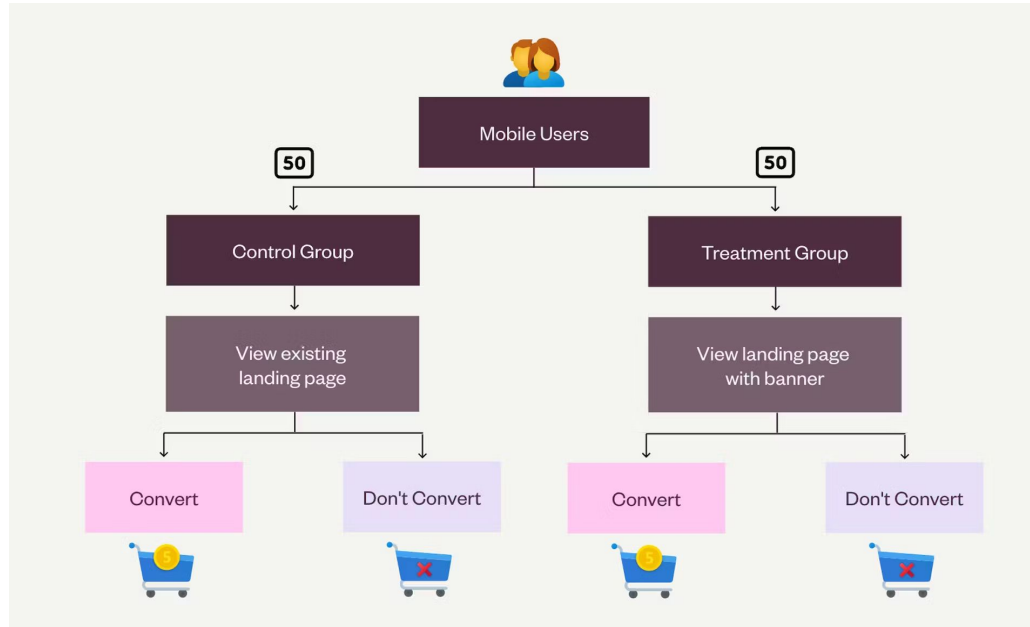 Mobile Users
50
50
Control Group
Treatment Group
View existing
landing page
View landing page
with banner
Convert
Don't Convert
Convert
Don't Convert